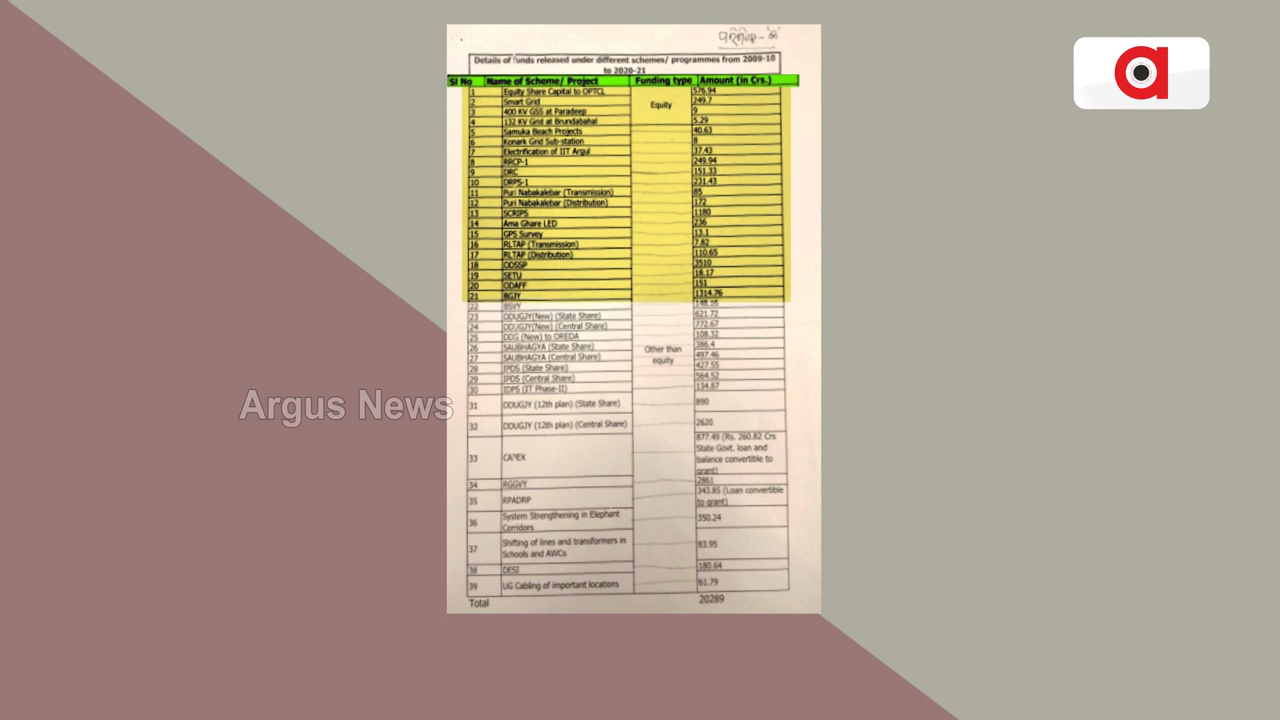 ପରିଶିଷ୍ଟ - 'କ'
Details of funds released under different schemes/ programmes from 2009-10
to 2020-21
Sl No Name of Scheme/ Project Funding type Amount (in Crs.)
1 Equity Share Capital to OPTCL Equity 576.94
2 Smart Grid 249.7
3 400 KV GSS at Paradeep 9
4 132 KV Grid at Brundabahal 5.29
5 Samuka Beach Projects 40.63
6 Konark Grid Sub-station 8
7 Electrification of IIT Argul 37.43
8 RRCP-1 249.94
9 DRC 151.33
10 DRPS-1 231.43
11 Puri Nabakalebar (Transmission) 85
12 Puri Nabakalebar (Distribution) 172
13 SCRIPS 1180
14 Ama Ghare LED 236
15 GPS Survey 13.1
16 RLTAP (Transmission) 7.82
17 RLTAP (Distribution) 110.65
18 ODSSP 3510
19 SETU 18.17
20 ODAFF 151
21 BGJY 1314.76
22 BSVY 148.16
23 DDUGJY(New) (State Share) 621.72
24 DDUGJY(New) (Central Share) 772.67
25 DDG (New) to OREDA 108.32
26 SAUBHAGYA (State Share) Other than equity 386.4
27 SAUBHAGYA (Central Share) 497.46
28 IPDS (State Share) 427.55
29 IPDS (Central Share) 564.52
30 IDPS (IT Phase-II) 134.87
31 DDUGJY (12th plan) (State Share) 890
32 DDUGJY (12th plan) (Central Share) 2620
33 CAPEX 877.49 (Rs. 260.82 Crs
State Govt. loan and
balance convertible to
grant)
34 RGGVY 2861
35 RPADRP 343.85 (Loan convertible
to grant)
36 System Strengthening in Elephant
Corridors 350.24
37 Shifting of lines and transformers in
Schools and AWCs 83.95
38 DESI 180.64
39 UG Cabling of important locations 61.79
Total 20289
Argus News
a